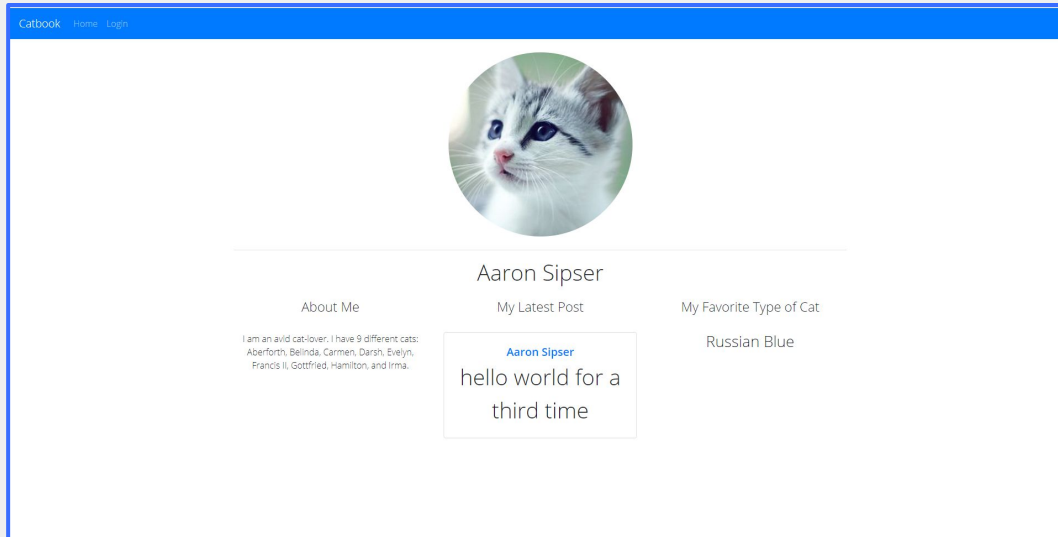 Catbook Home Login
Aaron Sipser
About Me
I am an avid cat-lover. I have 9 different cats:
Aberforth, Belinda, Carmen, Darsh, Evelyn,
Francis II, Gottfried, Hamilton, and Irma.
My Latest Post
Aaron Sipser
hello world for a
third time
My Favorite Type of Cat
Russian Blue